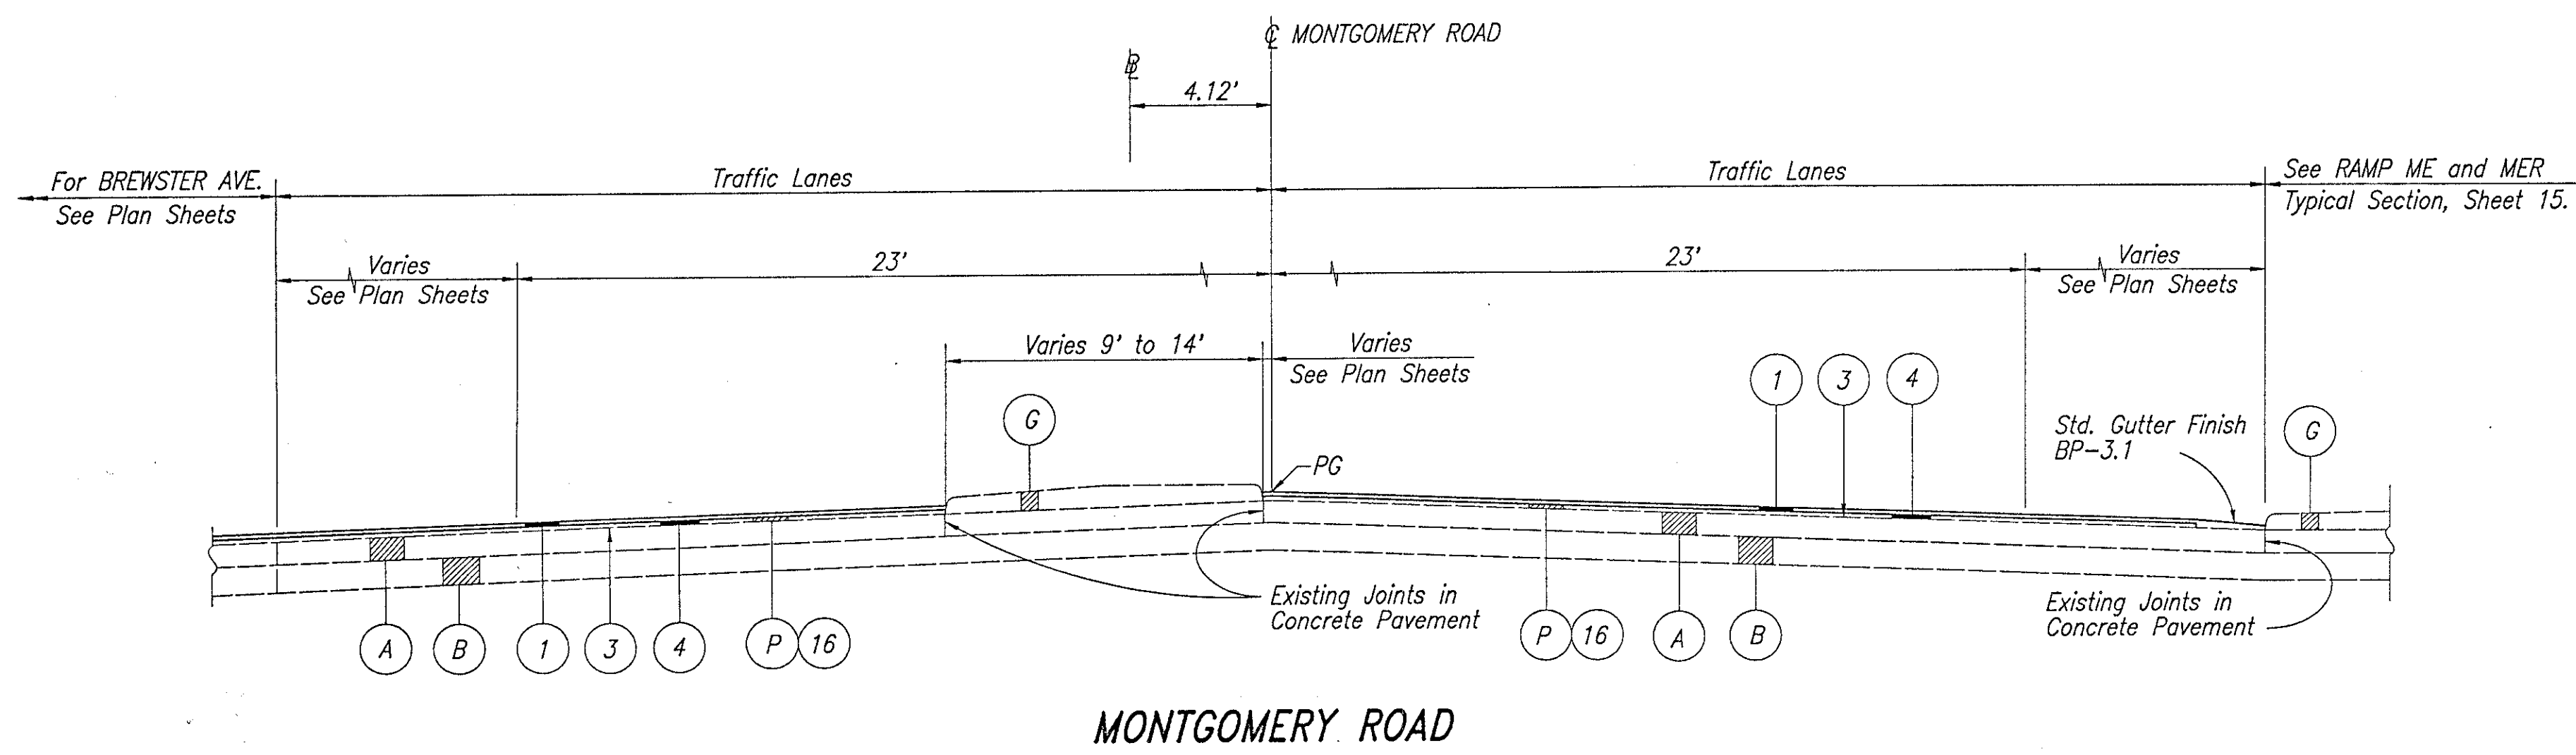 ℄ MONTGOMERY ROAD
℄
4.12'
For BREWSTER AVE.
See Plan Sheets
Traffic Lanes
Traffic Lanes
See RAMP ME and MER
Typical Section, Sheet 15.
Varies
See Plan Sheets
23'
23'
Varies
See Plan Sheets
Varies 9' to 14'
Varies
See Plan Sheets
1
3
4
G
Std. Gutter Finish
BP-3.1
G
PG
Existing Joints in
Concrete Pavement
Existing Joints in
Concrete Pavement
A
B
1
3
4
P
16
P
16
A
B
MONTGOMERY ROAD